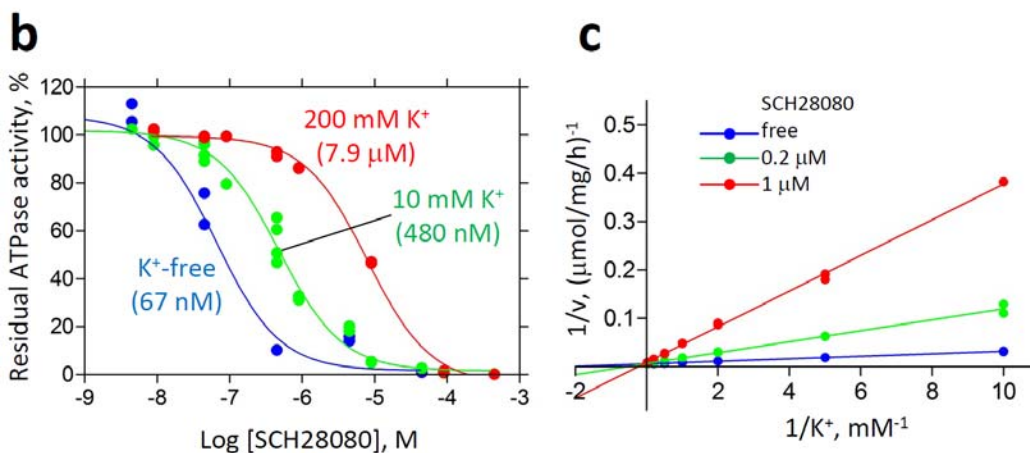 b
Residual ATPase activity, %
120
100
80
60
40
20
0
-9
-8
-7
-6
-5
-4
-3
Log [SCH28080], M
200 mM K⁺
(7.9 μM)
10 mM K⁺
(480 nM)
K⁺-free
(67 nM)
c
1/v, (μmol/mg/h)⁻¹
0.5
0.4
0.3
0.2
0.1
-2
2
4
6
8
10
1/K⁺, mM⁻¹
SCH28080
free
0.2 μM
1 μM